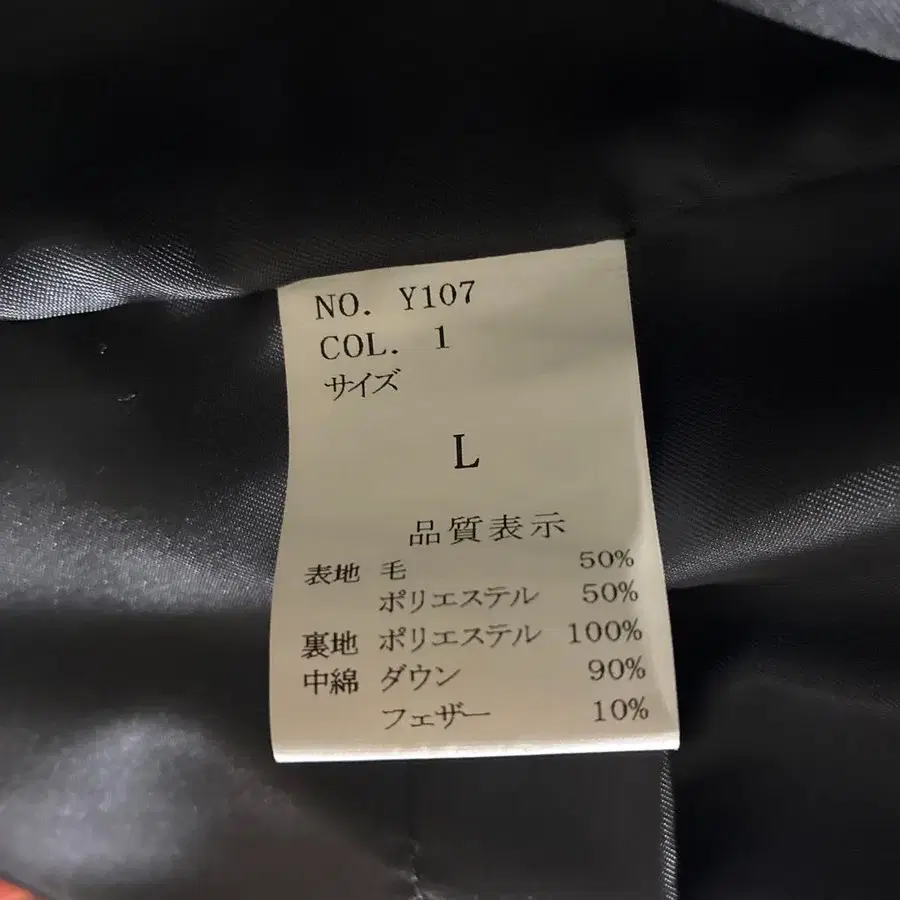 NO. Y107
COL. 1
サイズ
L
品質表示
表地 毛 50%
ポリエステル 50%
裏地 ポリエステル 100%
中綿 ダウン 90%
フェザー 10%